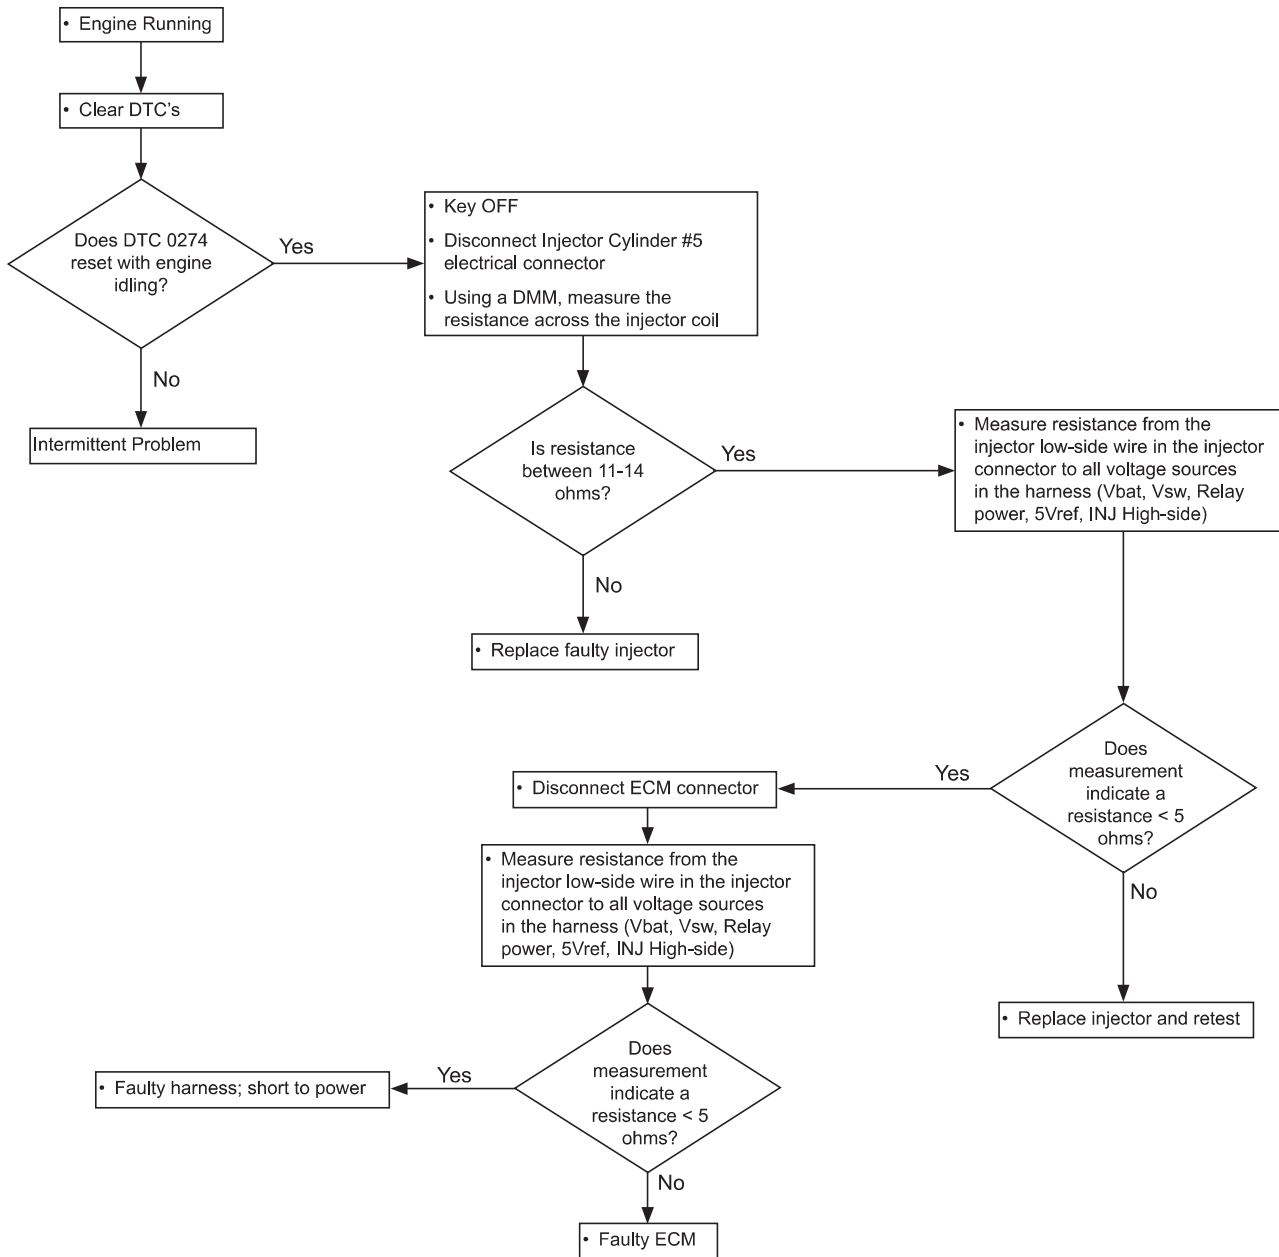 • Engine Running
• Clear DTC's
Does DTC 0274
reset with engine
idling?
Yes
No
Intermittent Problem
• Key OFF
• Disconnect Injector Cylinder #5
electrical connector
• Using a DMM, measure the
resistance across the injector coil
Is resistance
between 11-14
ohms?
Yes
No
• Replace faulty injector
• Measure resistance from the
injector low-side wire in the injector
connector to all voltage sources
in the harness (Vbat, Vsw, Relay
power, 5Vref, INJ High-side)
Does
measurement
indicate a
resistance < 5
ohms?
Yes
No
• Replace injector and retest
• Disconnect ECM connector
• Measure resistance from the
injector low-side wire in the injector
connector to all voltage sources
in the harness (Vbat, Vsw, Relay
power, 5Vref, INJ High-side)
Does
measurement
indicate a
resistance < 5
ohms?
Yes
• Faulty harness; short to power
No
• Faulty ECM